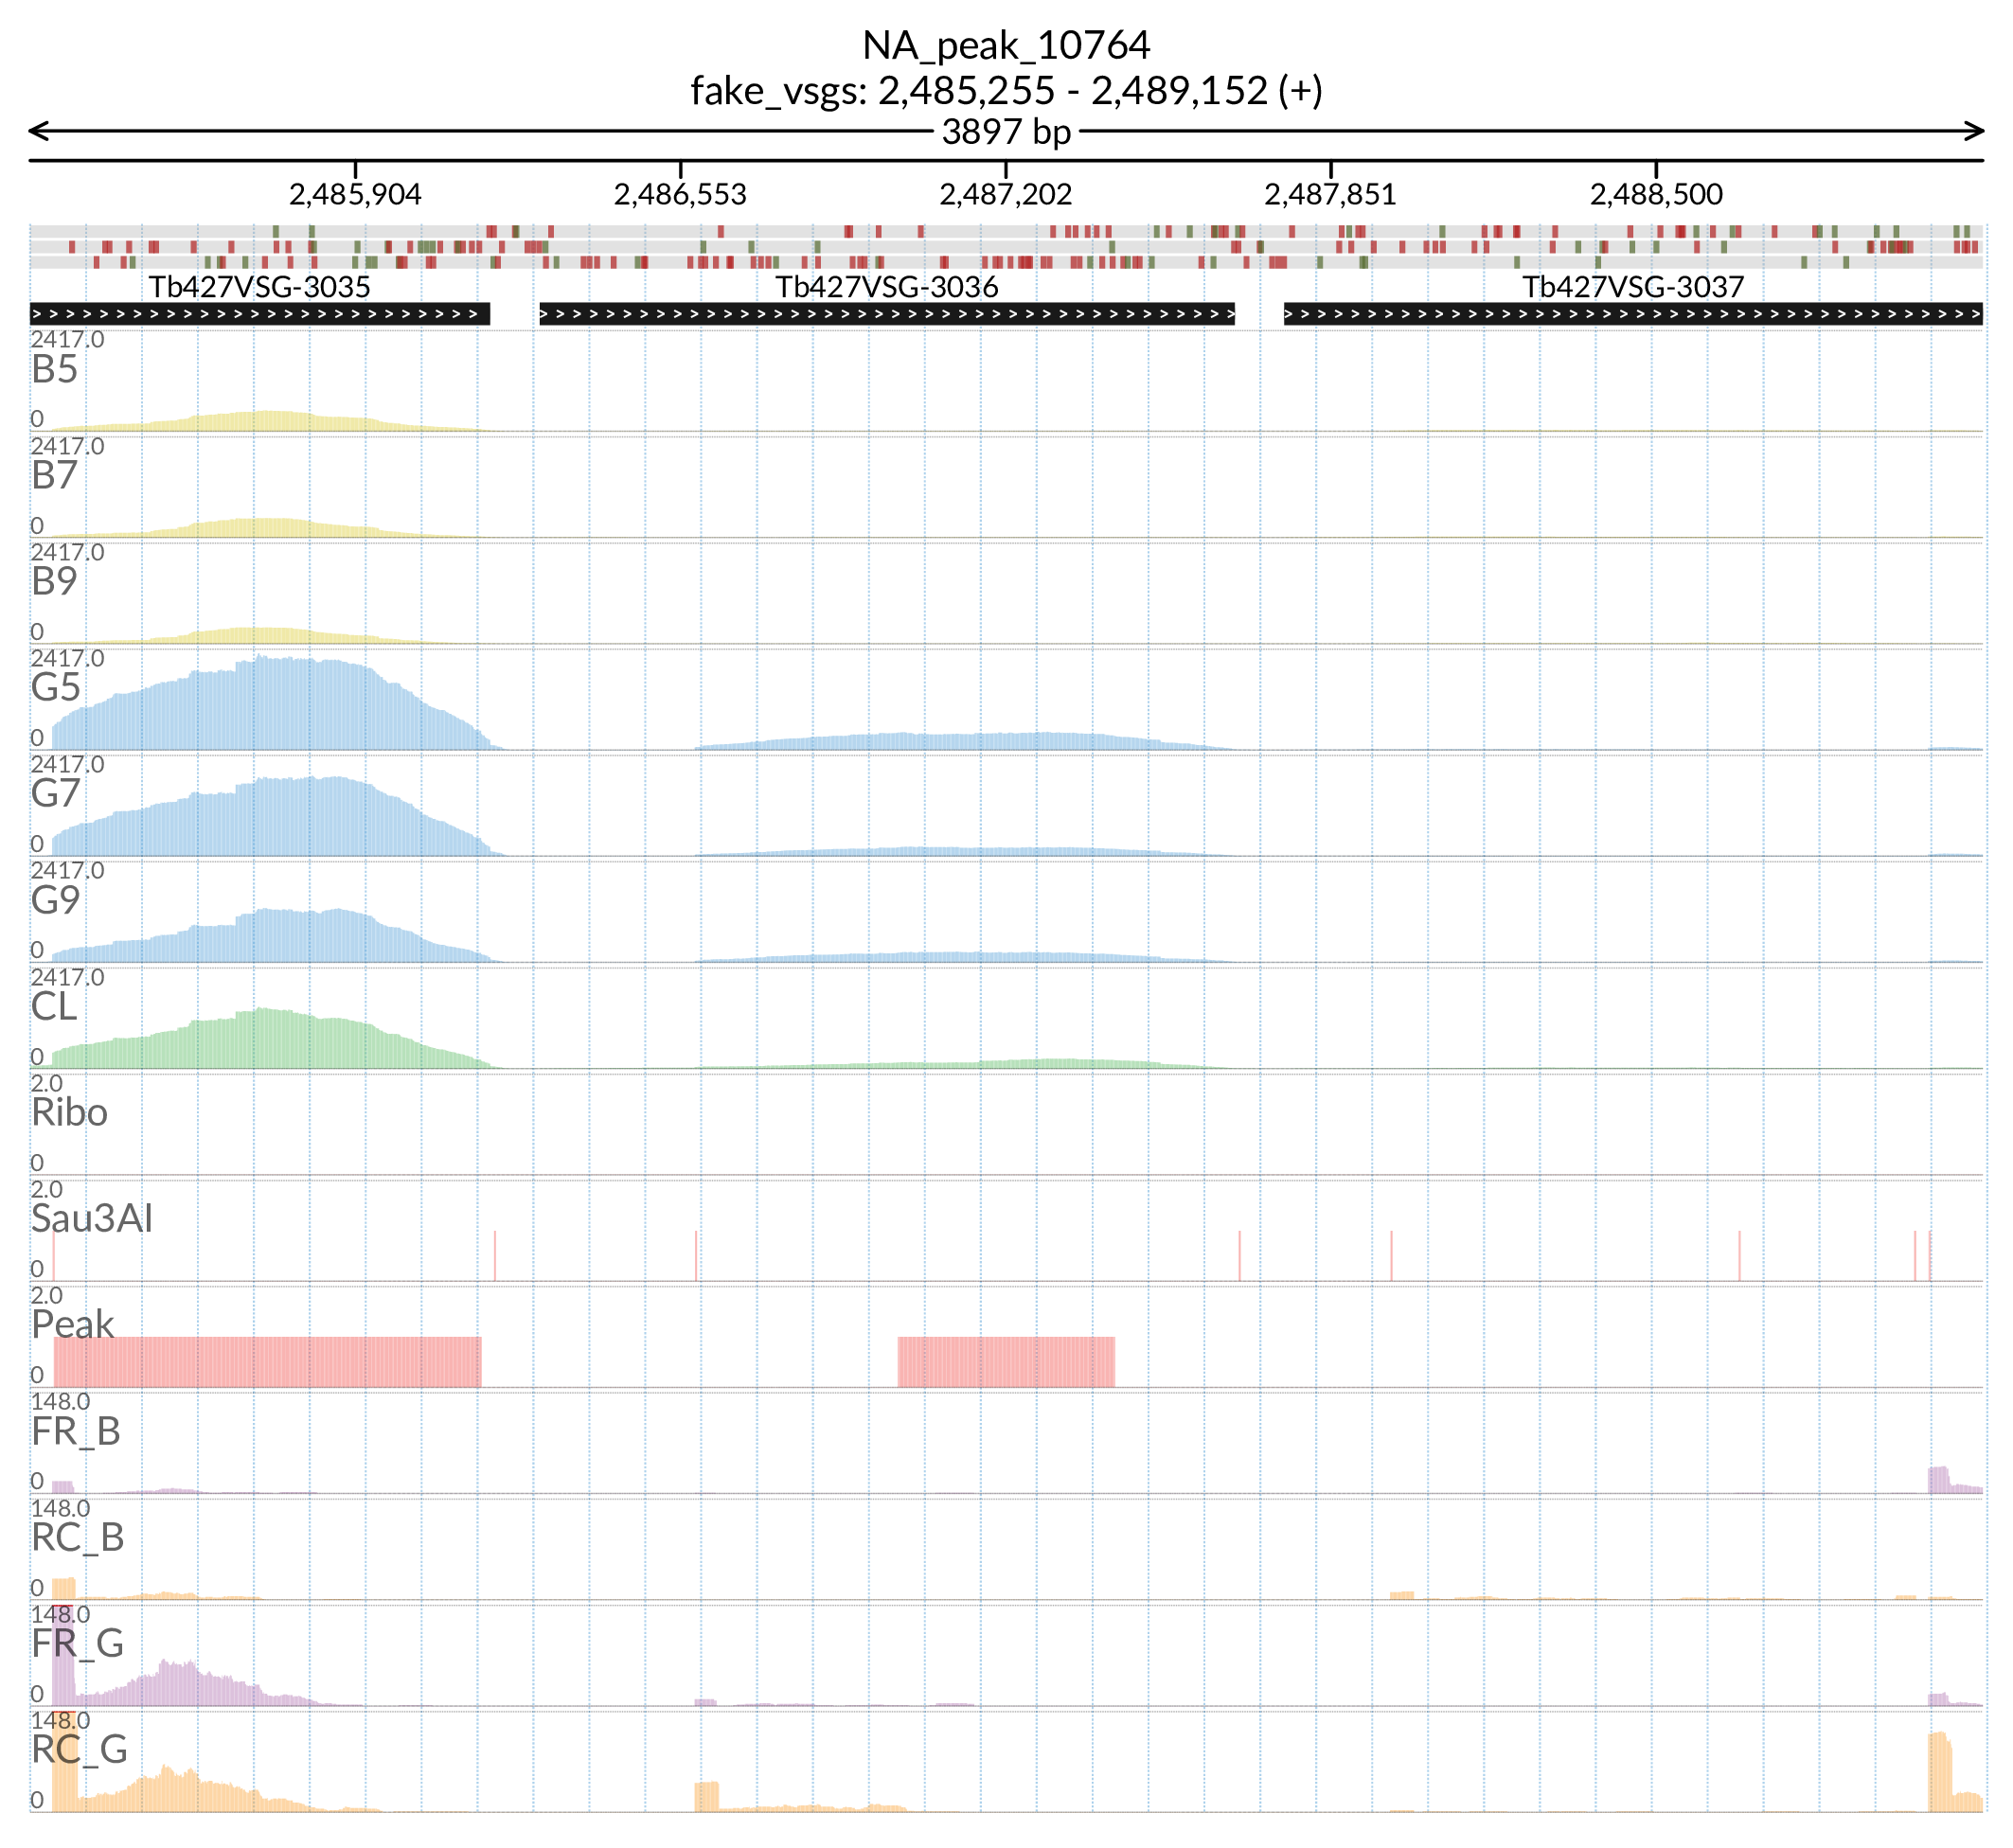 NA_peak_10764
fake_vsgs: 2,485,255 - 2,489,152 (+)
3897 bp
2,485,904 2,486,553 2,487,202 2,487,851 2,488,500
Tb427VSG-3035 Tb427VSG-3036 Tb427VSG-3037
2417.0
B5
0
2417.0
B7
0
2417.0
B9
0
2417.0
G5
0
2417.0
G7
0
2417.0
G9
0
2417.0
CL
0
2.0
Ribo
0
2.0
Sau3AI
0
2.0
Peak
0
148.0
FR_B
0
148.0
RC_B
0
148.0
FR_G
0
148.0
RC_G
0